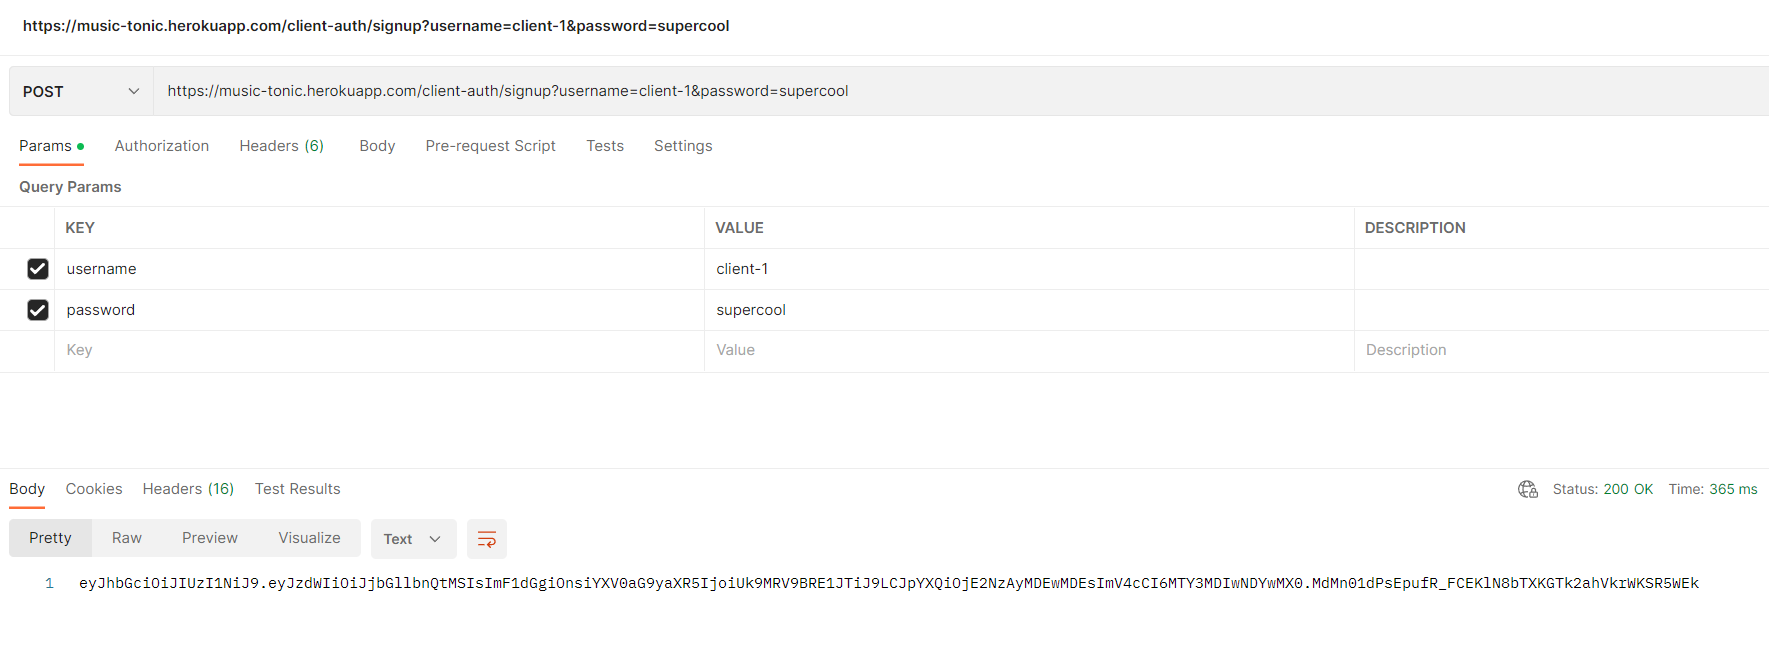 https://music-tonic.herokuapp.com/client-auth/signup?username=client-1&password=supercool
POST https://music-tonic.herokuapp.com/client-auth/signup?username=client-1&password=supercool
Params Authorization Headers (6) Body Pre-request Script Tests Settings
Query Params
KEY VALUE DESCRIPTION
username client-1
password supercool
Key Value Description
Body Cookies Headers (16) Test Results Status: 200 OK Time: 365 ms
Pretty Raw Preview Visualize Text
1 eyJhbGciOiJIUzI1NiJ9.eyJzdWIiOiJjbGllbnQtMSIsImF1dGgiOnsiYXV0aG9yaXR5IjoiUk9MRV9BRE1JTiJ9LCJpYXQiOjE2NzAyMDEwMDEsImV4cCI6MTY3MDIwNDYwMX0.MdMn01dPsEpufR_FCEKlN8bTXKGTk2ahVkrWKSR5WEk